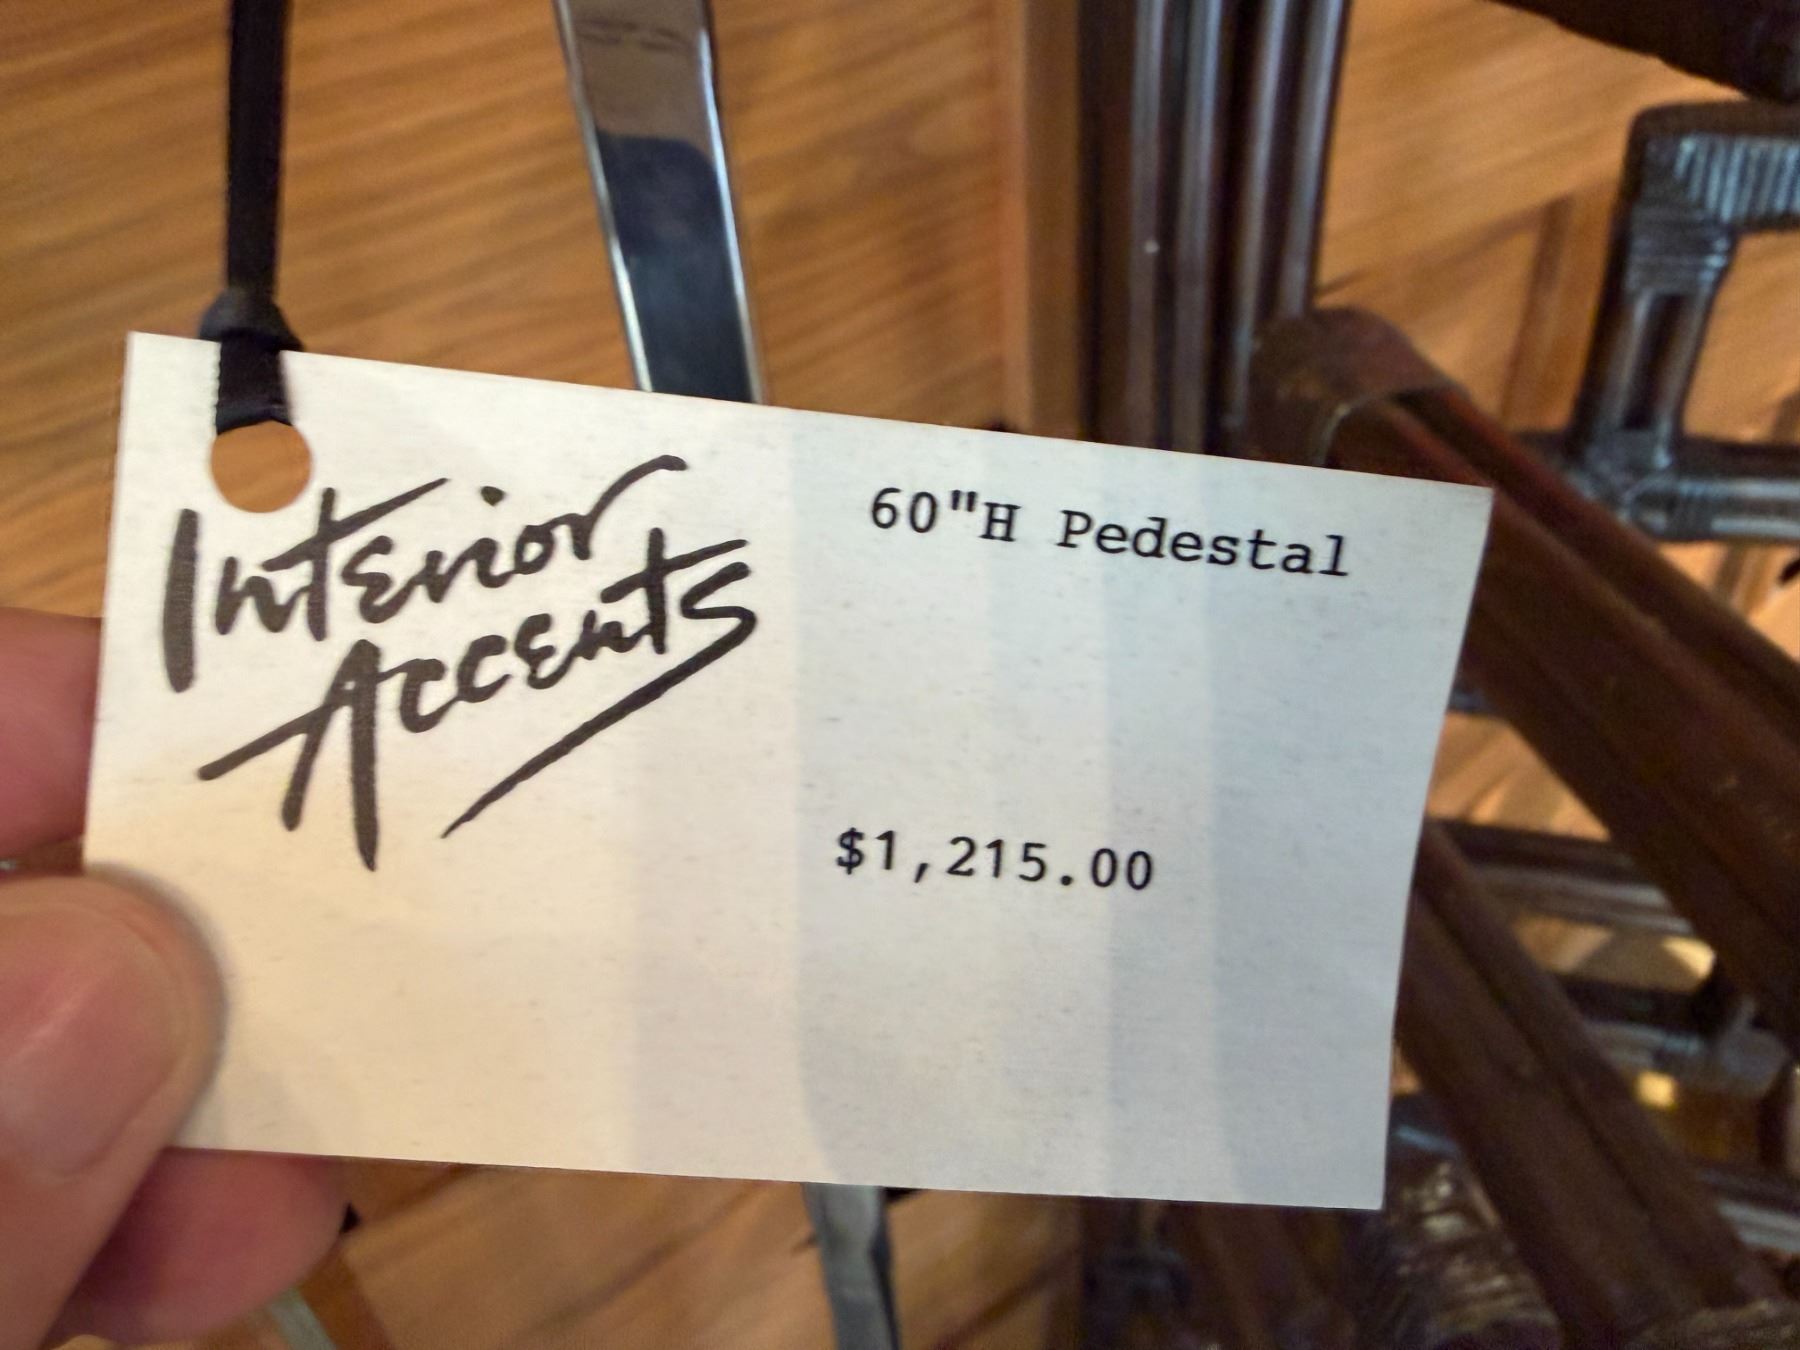 Interior
Accents
60"H Pedestal
$1,215.00